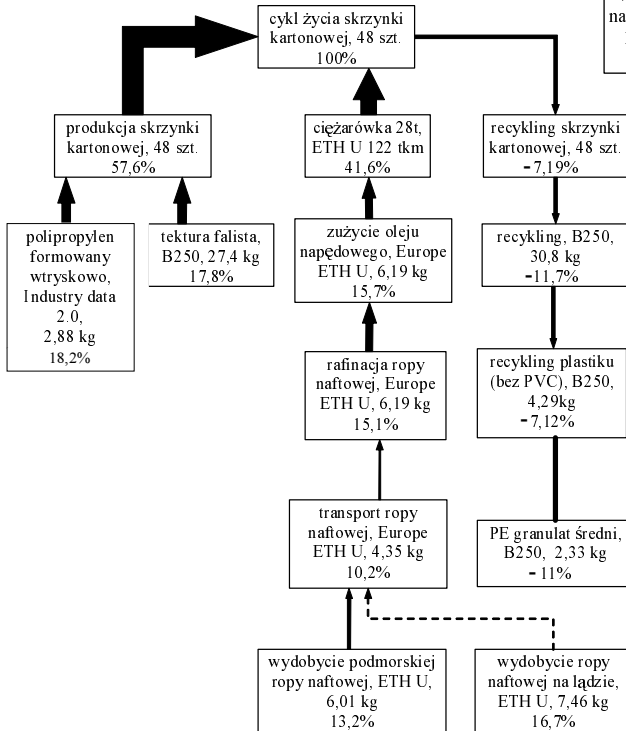 cykl życia skrzynki
kartonowej, 48 szt.
100%
na
produkcja skrzynki
kartonowej, 48 szt.
57,6%
ciężarówka 28t,
ETH U 122 tkm
41,6%
recykling skrzynki
kartonowej, 48 szt.
-7,19%
polipropylen
formowany
wtryskowo,
Industry data
2.0,
2,88 kg
18,2%
tektura falista,
B250, 27,4 kg
17,8%
zużycie oleju
napędowego, Europe
ETH U, 6,19 kg
15,7%
recykling, B250,
30,8 kg
-11,7%
rafinacja ropy
naftowej, Europe
ETH U, 6,19 kg
15,1%
recykling plastiku
(bez PVC), B250,
4,29kg
-7,12%
transport ropy
naftowej, Europe
ETH U, 4,35 kg
10,2%
PE granulat średni,
B250, 2,33 kg
-11%
wydobycie podmorskiej
ropy naftowej, ETH U,
6,01 kg
13,2%
wydobycie ropy
naftowej na lądzie,
ETH U, 7,46 kg
16,7%